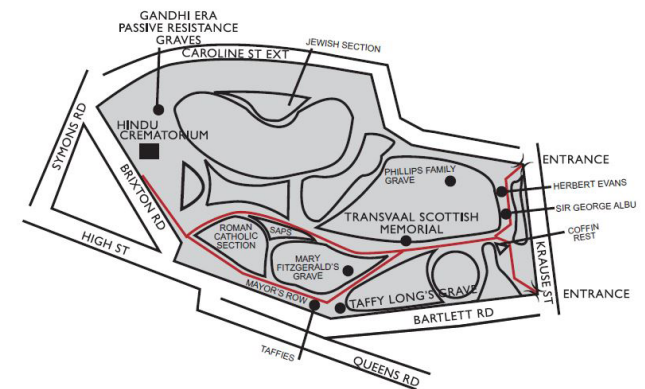 GANDHI ERA
PASSIVE RESISTANCE
GRAVES
JEWISH SECTION
CAROLINE ST EXT
SYMONS RD
HINDU
CREMATORIUM
BRIXTON RD
HIGH ST
PHILLIPS FAMILY
GRAVE
ENTRANCE
HERBERT EVANS
SIR GEORGE ALBU
TRANSVAAL SCOTTISH
MEMORIAL
COFFIN
REST
KRAUSE ST
ROMAN
CATHOLIC
SECTION
SAPS
MARY
FITZGERALD'S
GRAVE
MAYOR'S ROW
TAFFY LONG'S GRAVE
ENTRANCE
BARTLETT RD
TAFFIES
QUEENS RD